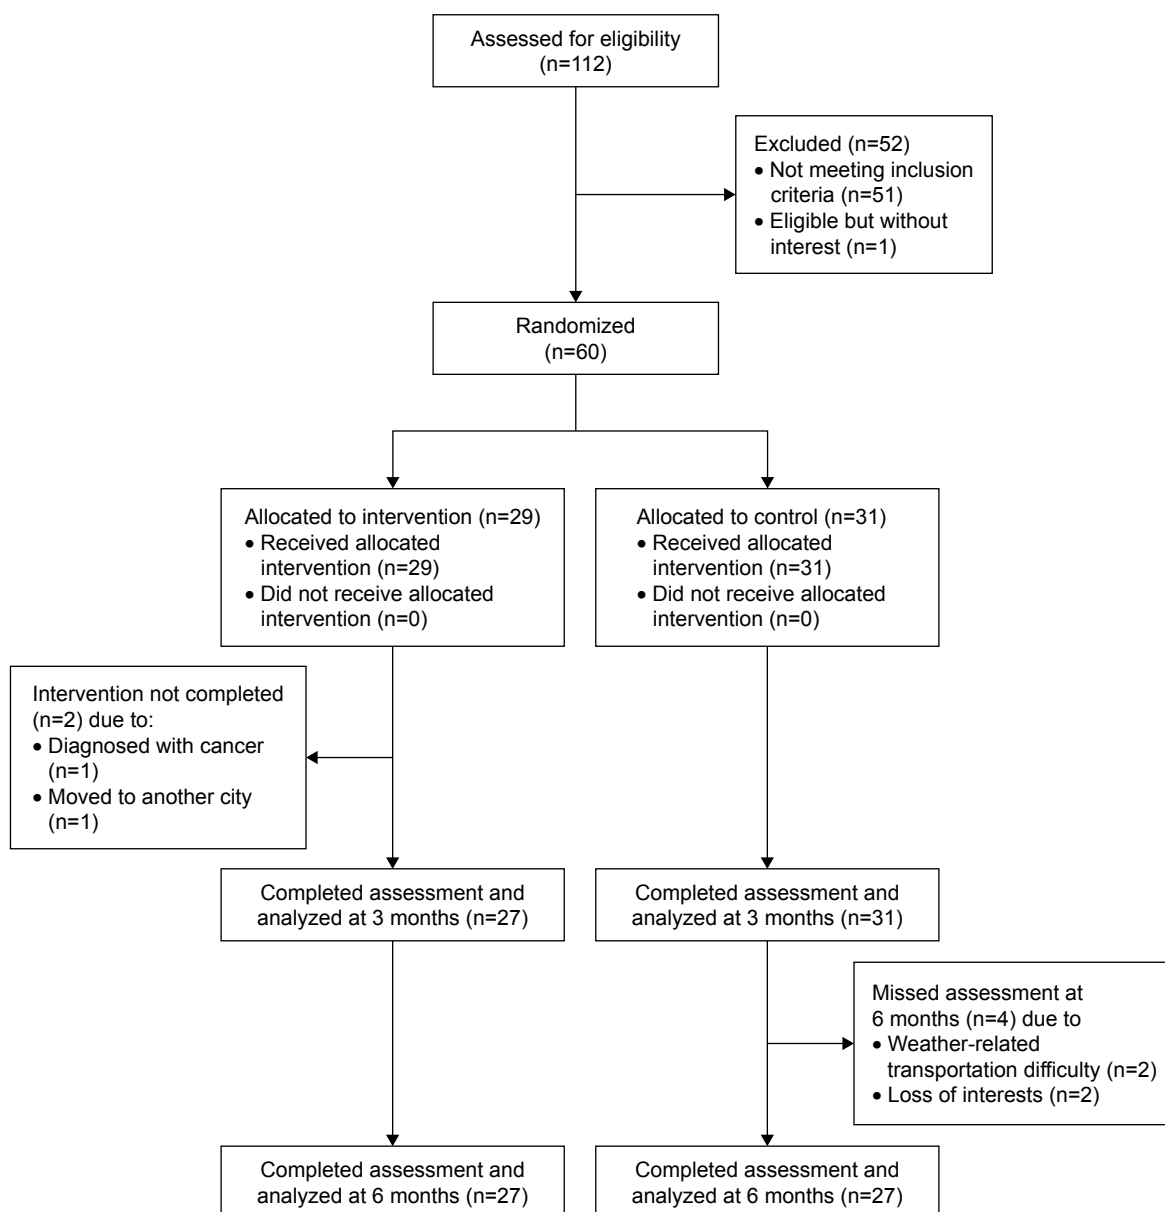 Assessed for eligibility
(n=112)
Excluded (n=52)
• Not meeting inclusion
criteria (n=51)
• Eligible but without
interest (n=1)
Randomized
(n=60)
Allocated to intervention (n=29)
• Received allocated
intervention (n=29)
• Did not receive allocated
intervention (n=0)
Allocated to control (n=31)
• Received allocated
intervention (n=31)
• Did not receive allocated
intervention (n=0)
Intervention not completed
(n=2) due to:
• Diagnosed with cancer
(n=1)
• Moved to another city
(n=1)
Completed assessment and
analyzed at 3 months (n=27)
Completed assessment and
analyzed at 3 months (n=31)
Missed assessment at
6 months (n=4) due to
• Weather-related
transportation difficulty (n=2)
• Loss of interests (n=2)
Completed assessment and
analyzed at 6 months (n=27)
Completed assessment and
analyzed at 6 months (n=27)